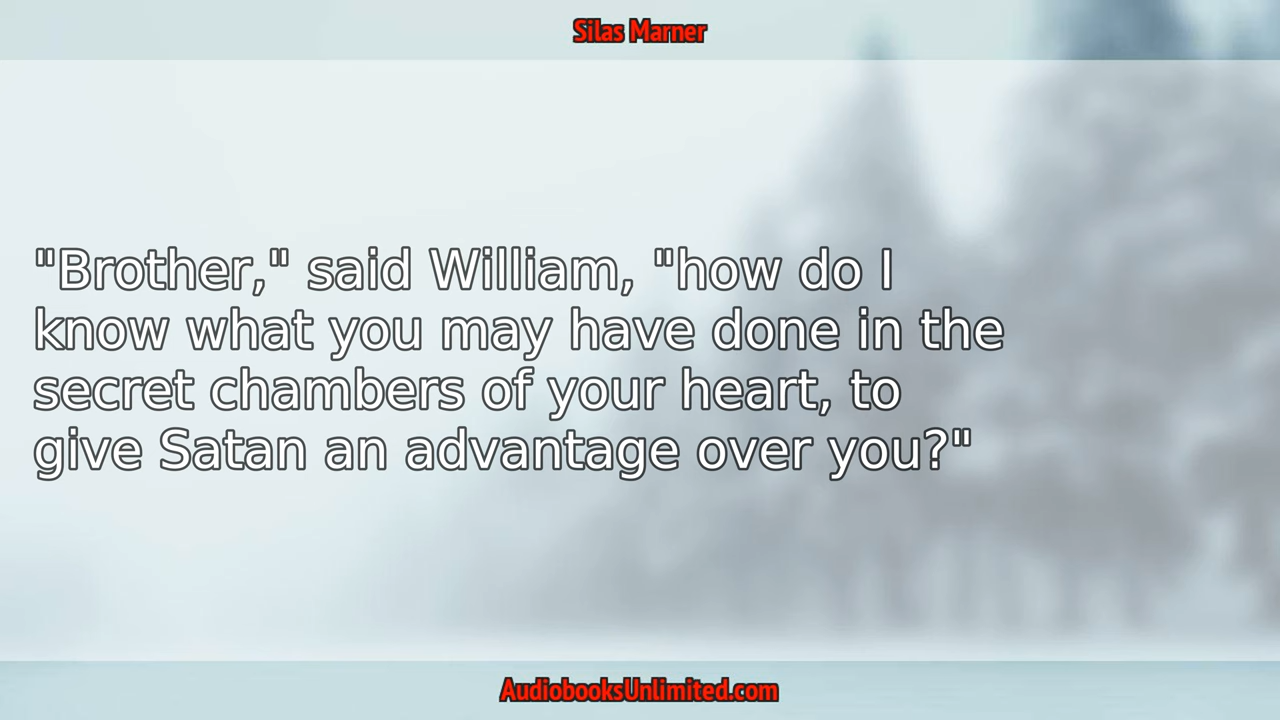 Silas Marner
"Brother," said William, "how do I
know what you may have done in the
secret chambers of your heart, to
give Satan an advantage over you?"
AudiobooksUnlimited.com